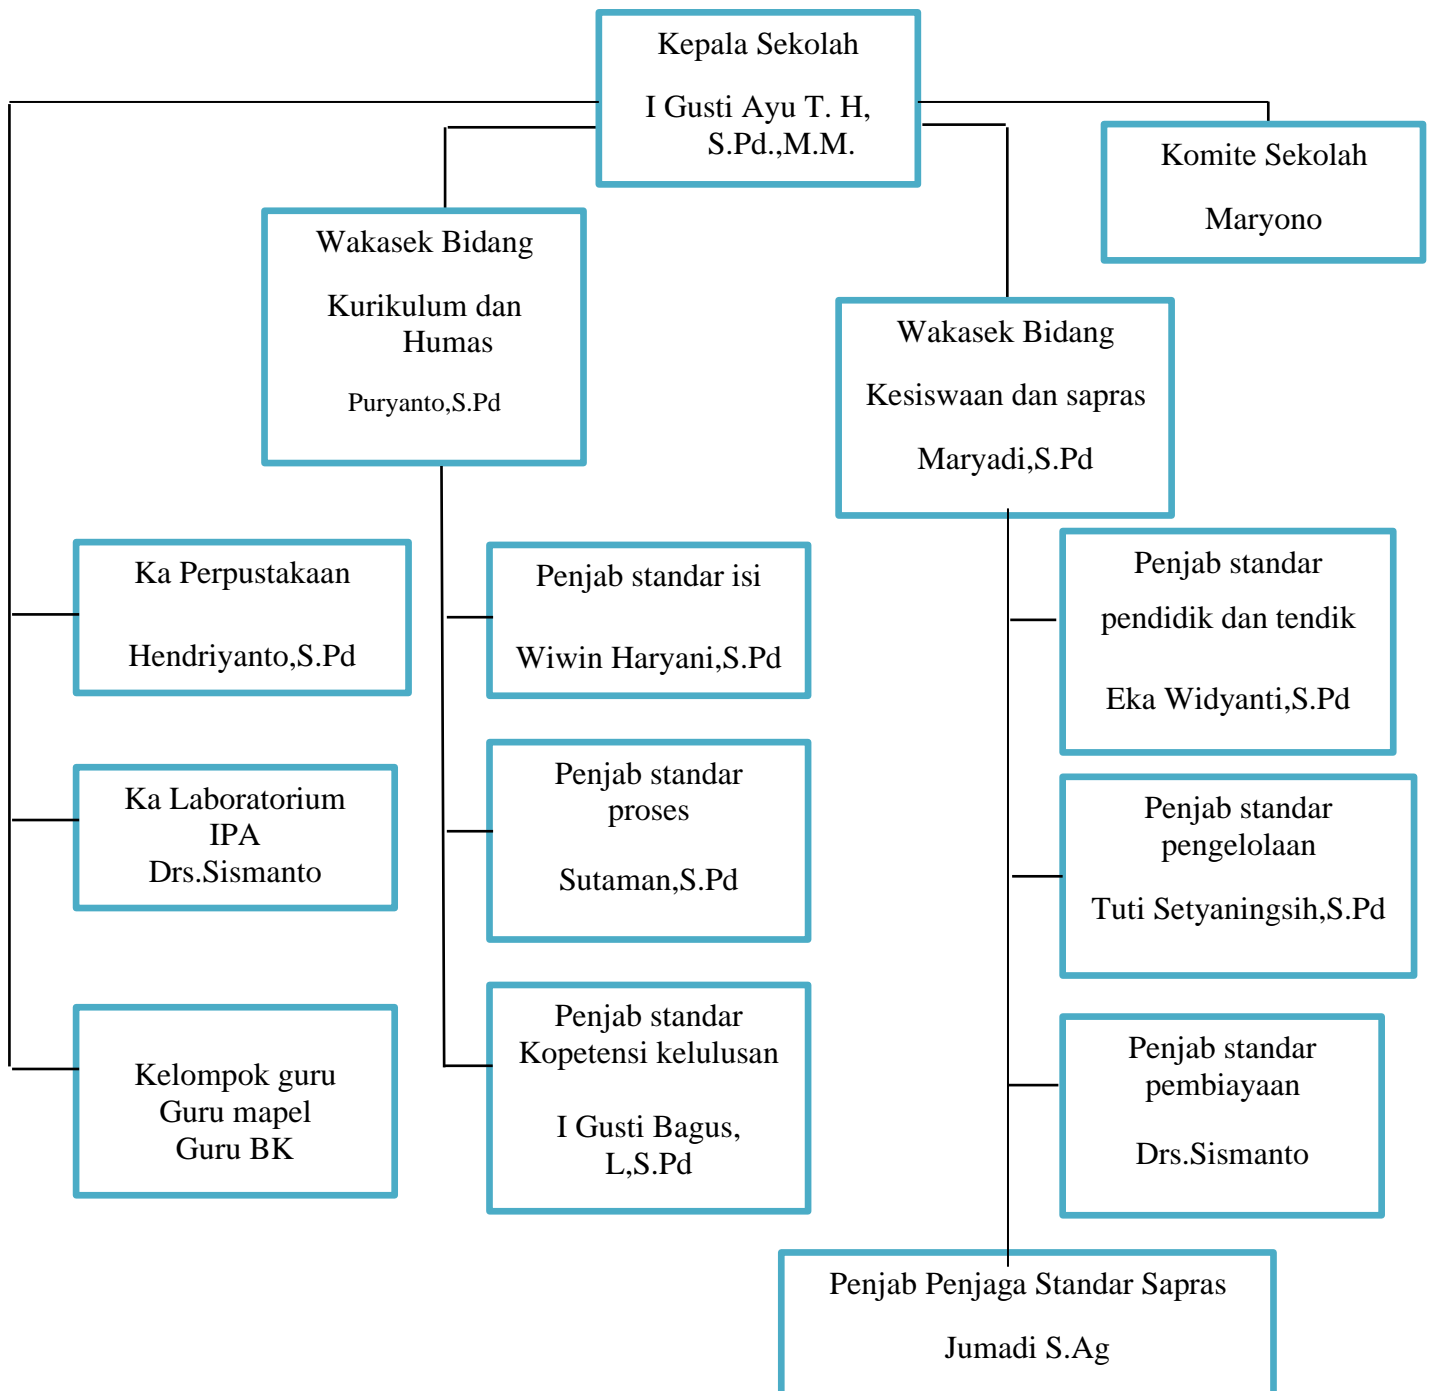 Kepala Sekolah
I Gusti Ayu T. H,
S.Pd.,M.M.
Komite Sekolah
Maryono
Wakasek Bidang
Kurikulum dan
Humas
Puryanto,S.Pd
Wakasek Bidang
Kesiswaan dan sapras
Maryadi,S.Pd
Ka Perpustakaan
Hendriyanto,S.Pd
Penjab standar isi
Wiwin Haryani,S.Pd
Penjab standar
pendidik dan tendik
Eka Widyanti,S.Pd
Ka Laboratorium
IPA
Drs.Sismanto
Penjab standar
proses
Sutaman,S.Pd
Penjab standar
pengelolaan
Tuti Setyaningsih,S.Pd
Kelompok guru
Guru mapel
Guru BK
Penjab standar
Kopetensi kelulusan
I Gusti Bagus,
L,S.Pd
Penjab standar
pembiayaan
Drs.Sismanto
Penjab Penjaga Standar Sapras
Jumadi S.Ag